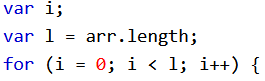 var i;
var l = arr.length;
for (i = 0; i < l; i++) {